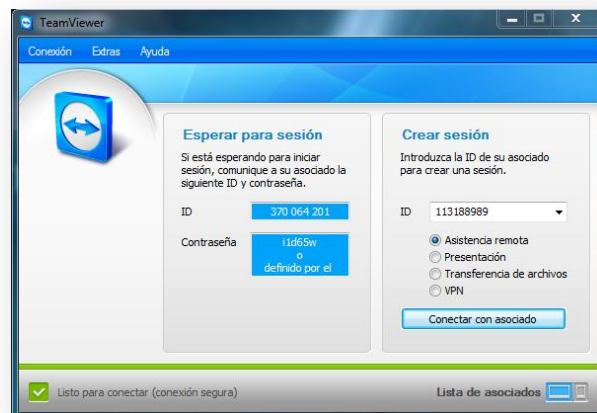 TeamViewer
Conexión Extras Ayuda
Esperar para sesión
Si está esperando para iniciar
sesión, comunique a su asociado la
siguiente ID y contraseña.
ID 370 064 201
Contraseña i1d65w
o
definido por el
Crear sesión
Introduzca la ID de su asociado
para crear una sesión.
ID 113188989
Asistencia remota
Presentación
Transferencia de archivos
VPN
Conectar con asociado
Listo para conectar (conexión segura)
Lista de asociados